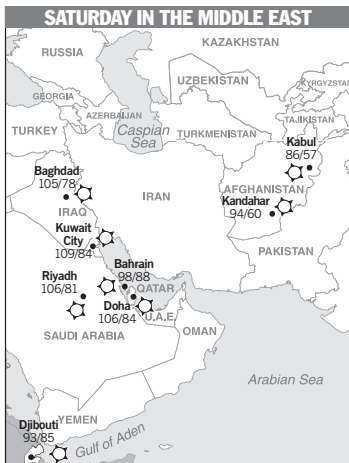 SATURDAY IN THE MIDDLE EAST
KAZAKHSTAN
RUSSIA
UZBEKISTAN
KYRGYZSTAN
GEORGIA
AZERBAIJAN
TAJIKISTAN
TURKEY
Caspian
Sea
TURKMENISTAN
Kabul
86/57
Baghdad
105/78
IRAN
AFGHANISTAN
Kandahar
94/60
IRAQ
Kuwait
City
109/84
PAKISTAN
Bahrain
98/88
Riyadh
106/81
QATAR
Doha
106/84
U.A.E.
OMAN
SAUDI ARABIA
Arabian Sea
YEMEN
Djibouti
93/85
Gulf of Aden